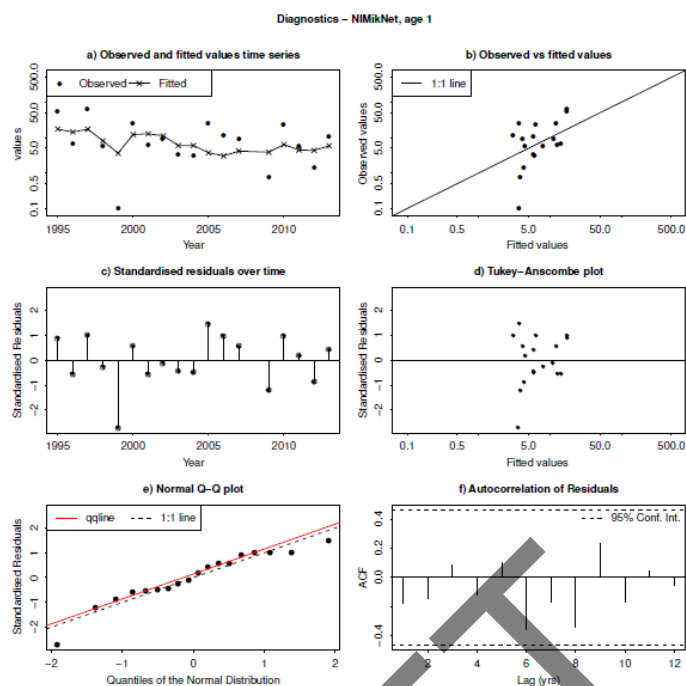 Diagnostics − NIMikNet, age 1
a) Observed and fitted values time series
Observed Fitted
values
500.0
50.0
5.0
0.5
0.1
1995 2000 2005 2010
Year
b) Observed vs fitted values
1:1 line
Observed values
500.0
50.0
5.0
0.5
0.1
0.1 0.5 5.0 50.0 500.0
Fitted values
c) Standardised residuals over time
Standardised Residuals
2
1
0
−1
−2
1995 2000 2005 2010
Year
d) Tukey−Anscombe plot
Standardised Residuals
2
1
0
−1
−2
0.1 0.5 5.0 50.0 500.0
Fitted values
e) Normal Q−Q plot
qqline 1:1 line
Standardised Residuals
2
1
0
−1
−2
−2 −1 0 1 2
Quantiles of the Normal Distribution
f) Autocorrelation of Residuals
95% Conf. Int.
ACF
0.4
0.2
0.0
−0.4
2 4 6 8 10 12
Lag (yrs)